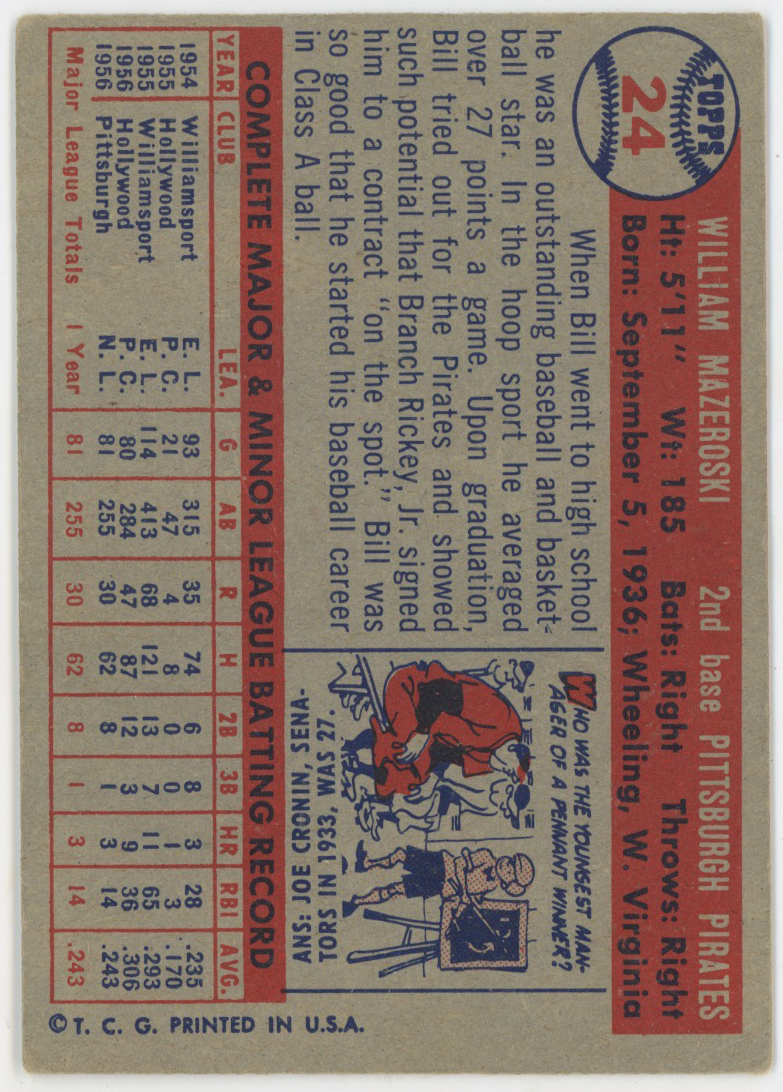 TOPPS
24
WILLIAM MAZEROSKI 2nd base PITTSBURGH PIRATES
Ht: 5'11" Wt: 185 Bats: Right Throws: Right
Born: September 5, 1936; Wheeling, W. Virginia
When Bill went to high school
he was an outstanding baseball and basket-
ball star. In the hoop sport he averaged
over 27 points a game. Upon graduation,
Bill tried out for the Pirates and showed
such potential that Branch Rickey, Jr. signed
him to a contract "on the spot." Bill was
so good that he started his baseball career
in Class A ball.
WHO WAS THE YOUNGEST MAN-
AGER OF A PENNANT WINNER?
ANS: JOE CRONIN, SENA-
TORS IN 1933, WAS 27.
COMPLETE MAJOR & MINOR LEAGUE BATTING RECORD
YEAR CLUB LEA. G AB R H 2B 3B HR RBI AVG.
1954 Williamsport E. L. 93 315 35 74 6 8 3 28 .235
1955 Hollywood P. C. 21 47 4 8 0 0 1 3 .170
1955 Williamsport E. L. 114 413 68 121 13 7 11 65 .293
1956 Hollywood P. C. 80 284 47 87 12 3 9 36 .306
1956 Pittsburgh N. L. 81 255 30 62 8 1 3 14 .243
Major League Totals 1 Year 81 255 30 62 8 1 3 14 .243
© T. C. G. PRINTED IN U.S.A.